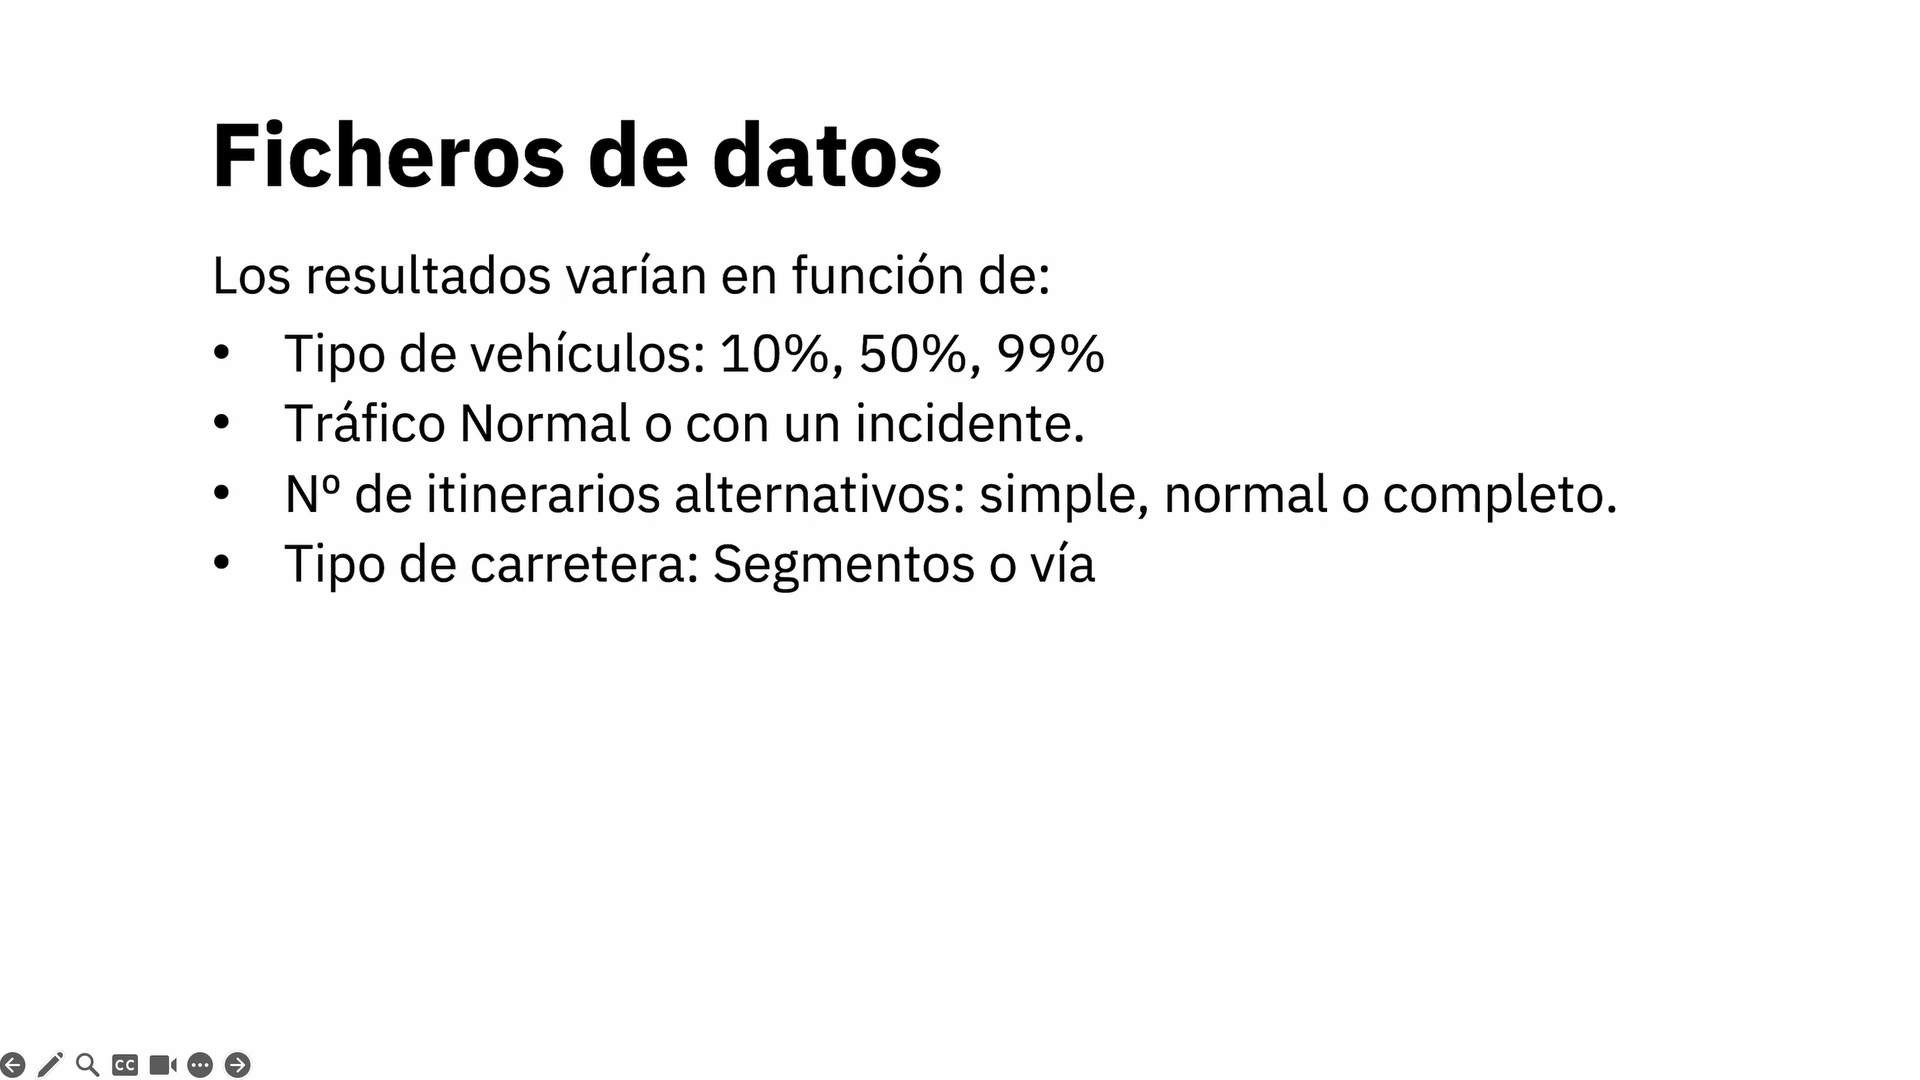 Ficheros de datos
Los resultados varían en función de:
• Tipo de vehículos: 10%, 50%, 99%
• Tráfico Normal o con un incidente.
• Nº de itinerarios alternativos: simple, normal o completo.
• Tipo de carretera: Segmentos o vía
CC